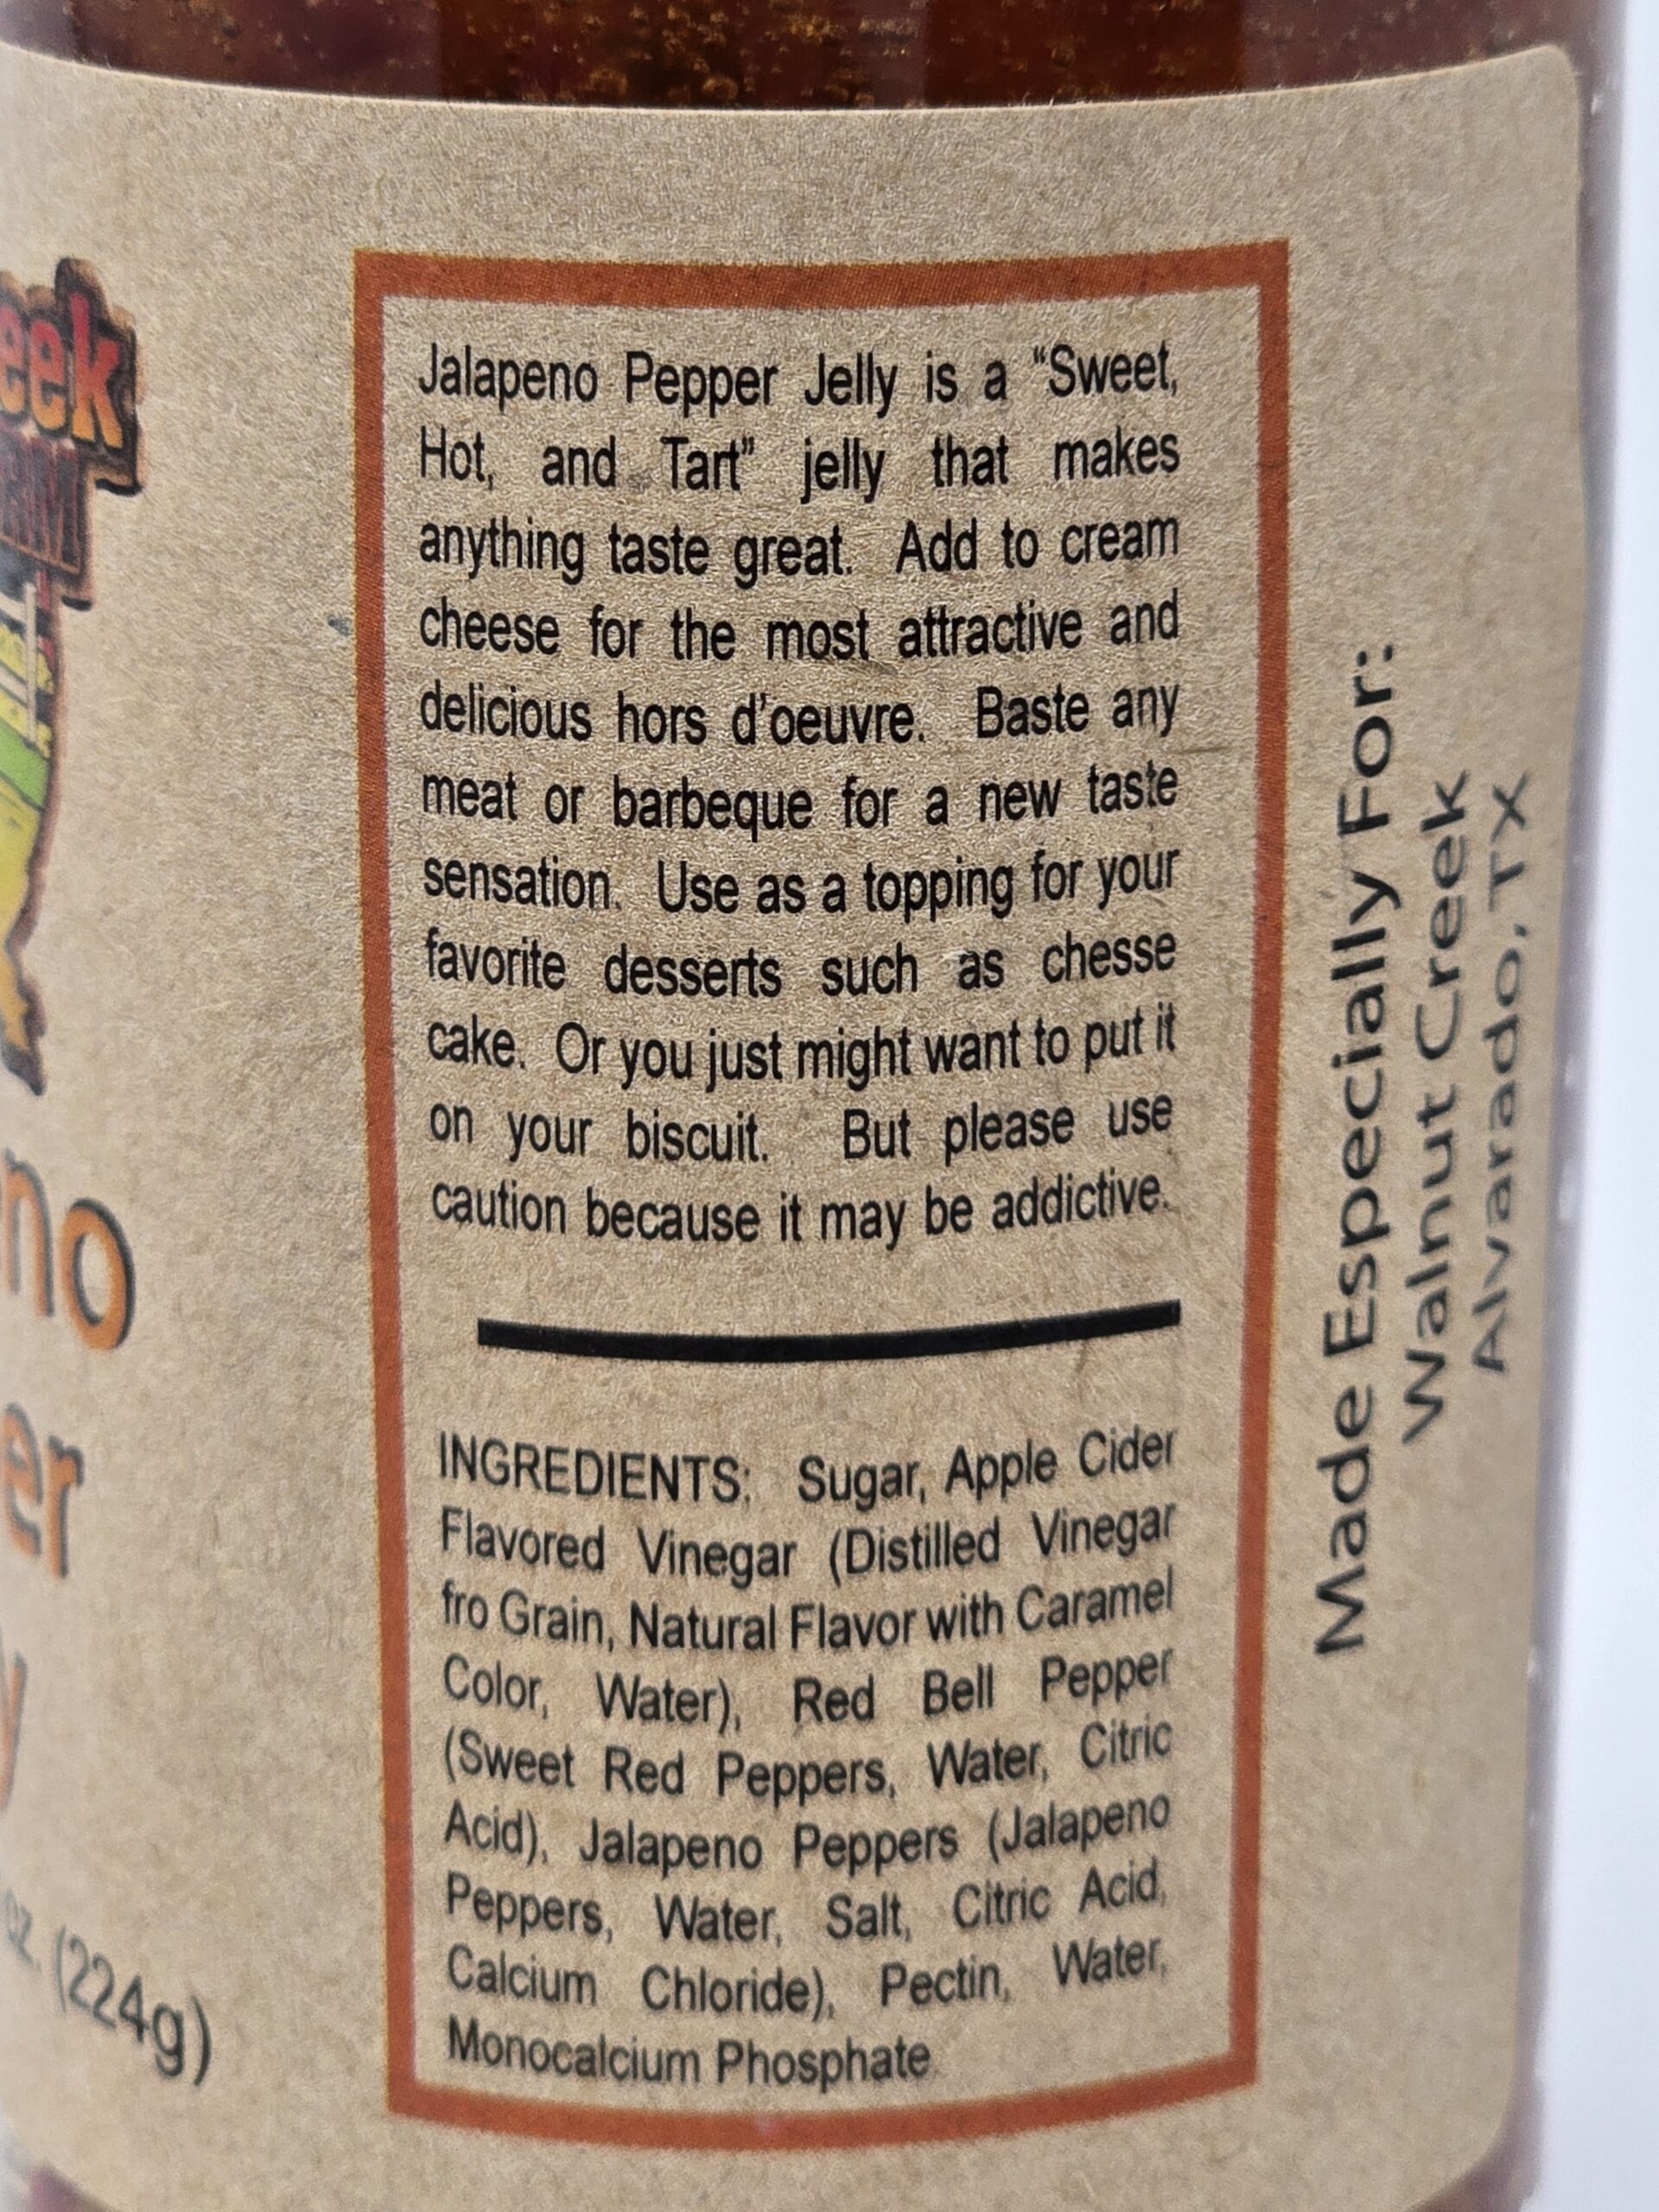 eek
no
er
y
oz. (224g)
Jalapeno Pepper Jelly is a “Sweet,
Hot, and Tart” jelly that makes
anything taste great. Add to cream
cheese for the most attractive and
delicious hors d’oeuvre. Baste any
meat or barbeque for a new taste
sensation. Use as a topping for your
favorite desserts such as chesse
cake. Or you just might want to put it
on your biscuit. But please use
caution because it may be addictive.
INGREDIENTS: Sugar, Apple Cider
Flavored Vinegar (Distilled Vinegar
fro Grain, Natural Flavor with Caramel
Color, Water), Red Bell Pepper
(Sweet Red Peppers, Water, Citric
Acid), Jalapeno Peppers (Jalapeno
Peppers, Water, Salt, Citric Acid,
Calcium Chloride), Pectin, Water,
Monocalcium Phosphate
Made Especially For:
Walnut Creek
Alvarado, TX